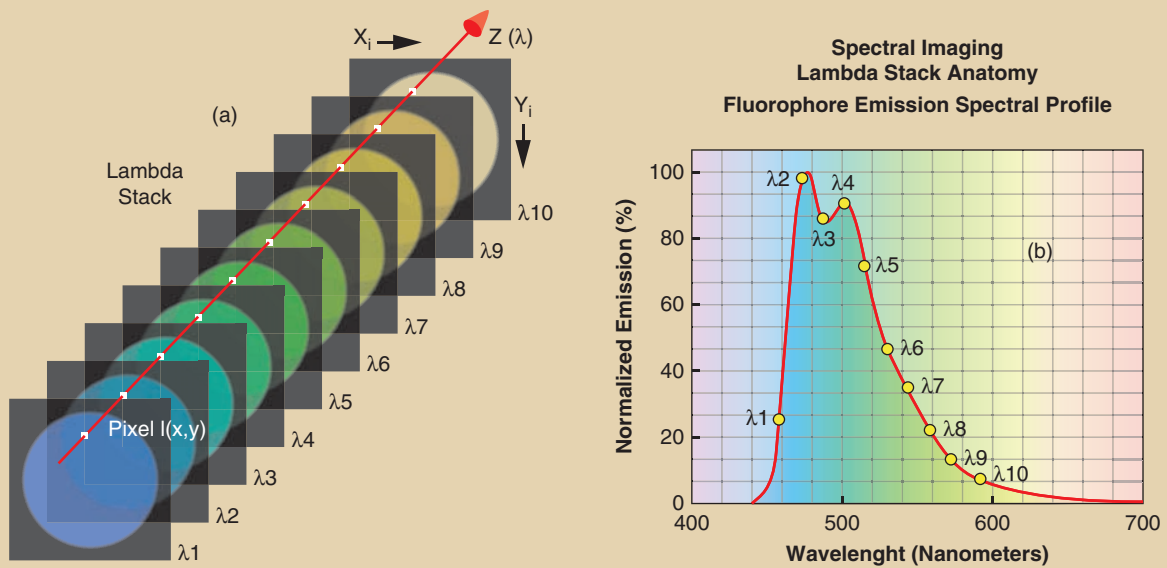 (a)
Lambda
Stack
Xi
Z (λ)
Yi
λ10
λ9
λ8
λ7
λ6
λ5
λ4
λ3
λ2
λ1
Pixel I(x,y)
Spectral Imaging
Lambda Stack Anatomy
Fluorophore Emission Spectral Profile
Normalized Emission (%)
100
80
60
40
20
0
λ1
λ2
λ3
λ4
λ5
λ6
λ7
λ8
λ9
λ10
(b)
400 500 600 700
Wavelenght (Nanometers)